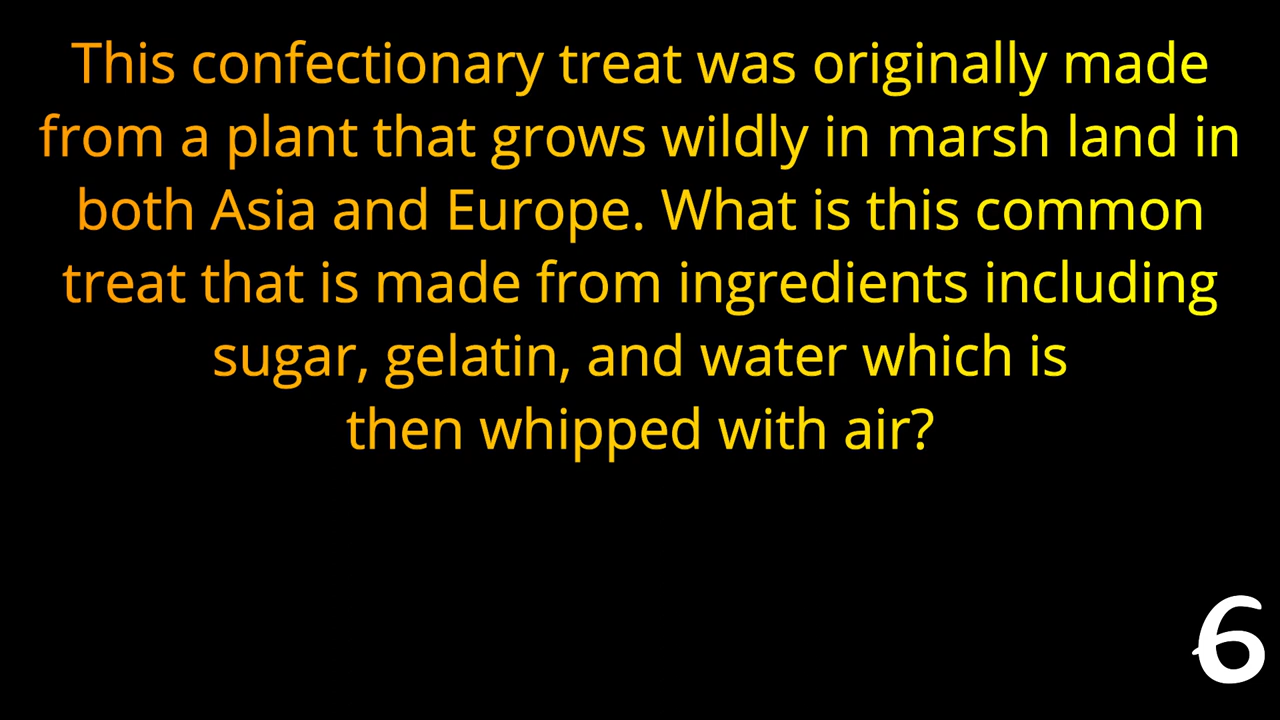 This confectionary treat was originally made
from a plant that grows wildly in marsh land in
both Asia and Europe. What is this common
treat that is made from ingredients including
sugar, gelatin, and water which is
then whipped with air?
6